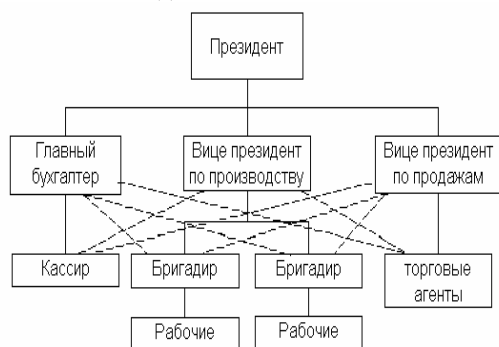 Президент
Главный
бухгалтер
Вице президент
по производству
Вице президент
по продажам
Кассир
Бригадир
Бригадир
торговые
агенты
Рабочие
Рабочие